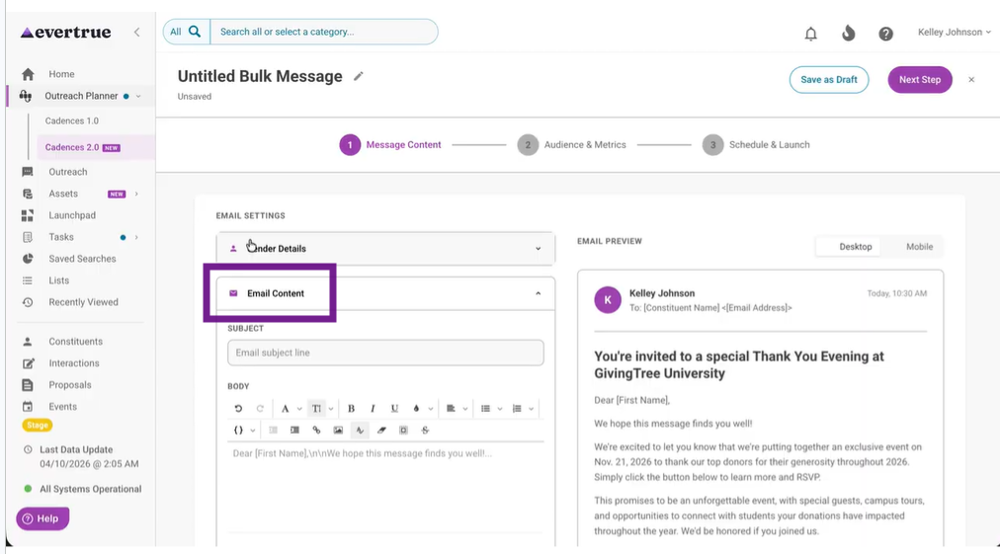 evertrue
All
Search all or select a category...
Kelley Johnson
Home
Outreach Planner
Cadences 1.0
Cadences 2.0 NEW
Outreach
Assets NEW
Launchpad
Tasks
Saved Searches
Lists
Recently Viewed
Constituents
Interactions
Proposals
Events
Stage
Last Data Update
04/10/2026 @ 2:05 AM
All Systems Operational
Help
Untitled Bulk Message
Unsaved
Save as Draft
Next Step
1 Message Content
2 Audience & Metrics
3 Schedule & Launch
EMAIL SETTINGS
Details
Email Content
SUBJECT
Email subject line
BODY
Dear [First Name],\n\nWe hope this message finds you well!...
EMAIL PREVIEW
Desktop
Mobile
K
Kelley Johnson
Today, 10:30 AM
To: [Constituent Name] <[Email Address]>
You're invited to a special Thank You Evening at
GivingTree University
Dear [First Name],
We hope this message finds you well!
We're excited to let you know that we're putting together an exclusive event on
Nov. 21, 2026 to thank our top donors for their generosity throughout 2026.
Simply click the button below to learn more and RSVP.
This promises to be an unforgettable event, with special guests, campus tours,
and opportunities to connect with students your donations have impacted
throughout the year. We'd be honored if you joined us.